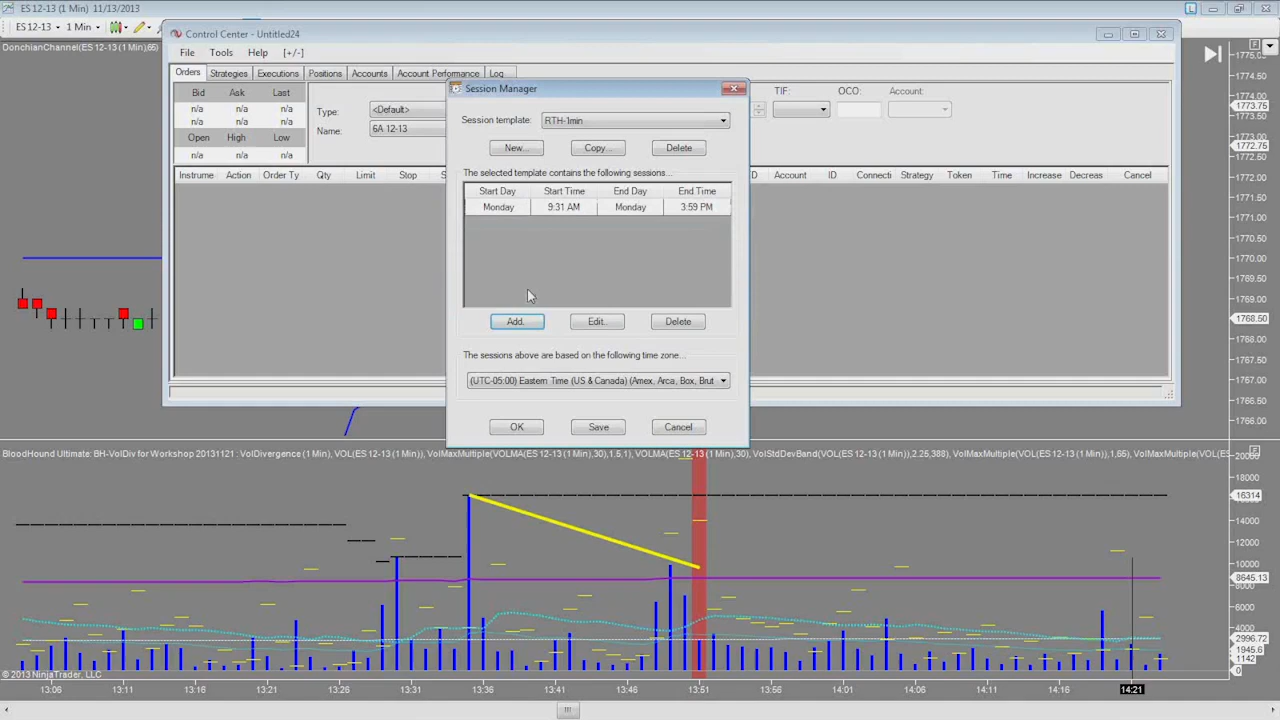 ES 12-13 (1 Min) 11/13/2013
ES 12-13 1 Min
DonchianChannel(ES 12-13 (1 Min),65)
Control Center - Untitled24
File Tools Help [+/-]
Orders Strategies Executions Positions Accounts Account Performance Log
Bid Ask Last
n/a n/a n/a
n/a n/a n/a
Open High Low
n/a n/a n/a
Type: <Default>
Name: 6A 12-13
TIF: OCO: Account:
Instrume Action Order Ty Qty Limit Stop S D Account ID Connecti Strategy Token Time Increase Decreas Cancel
Session Manager
Session template: RTH-1min
New... Copy... Delete
The selected template contains the following sessions...
Start Day Start Time End Day End Time
Monday 9:31 AM Monday 3:59 PM
Add. Edit.. Delete
The sessions above are based on the following time zone...
(UTC-05:00) Eastern Time (US & Canada) (Amex, Arca, Box, Brut
OK Save Cancel
L
F
1775.0
1774.50
1774.00
1773.75
1772.75
1772.00
1771.50
1771.00
1770.50
1770.00
1769.50
1769.00
1768.50
1768.00
1767.50
1767.00
1766.50
1766.00
BloodHound Ultimate: BH-VolDiv for Workshop 20131121 : VolDivergence (1 Min), VOL(ES 12-13 (1 Min)), VolMaxMultiple(VOLMA(ES 12-13 (1 Min),30),1.5,1), VOLMA(ES 12-13 (1 Min),30), VolStdDevBand(VOL(ES 12-13 (1 Min)),2.25,388), VolMaxMultiple(VOL(ES 12-13 (1 Min)),1,65), VolMaxMultiple(VOL(ES
F
20000
18000
16314
14000
12000
10000
8645.13
8000
6000
4000
2996.72
1945.6
1142
0
© 2013 NinjaTrader, LLC
13:06 13:11 13:16 13:21 13:26 13:31 13:36 13:41 13:46 13:51 13:56 14:01 14:06 14:11 14:16 14:21